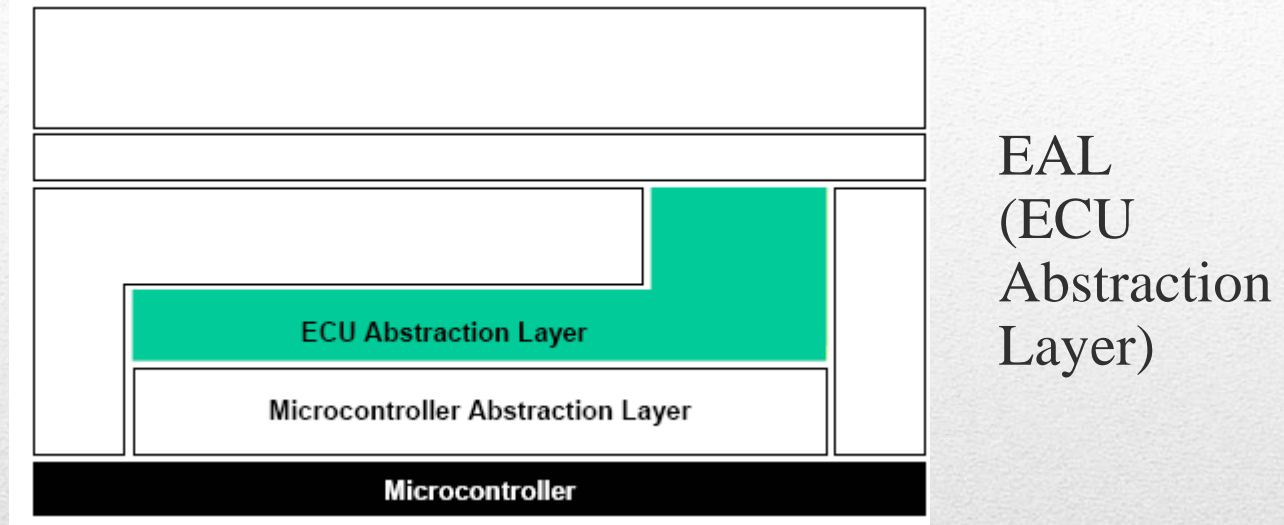 ECU Abstraction Layer
Microcontroller Abstraction Layer
Microcontroller
EAL
(ECU
Abstraction
Layer)